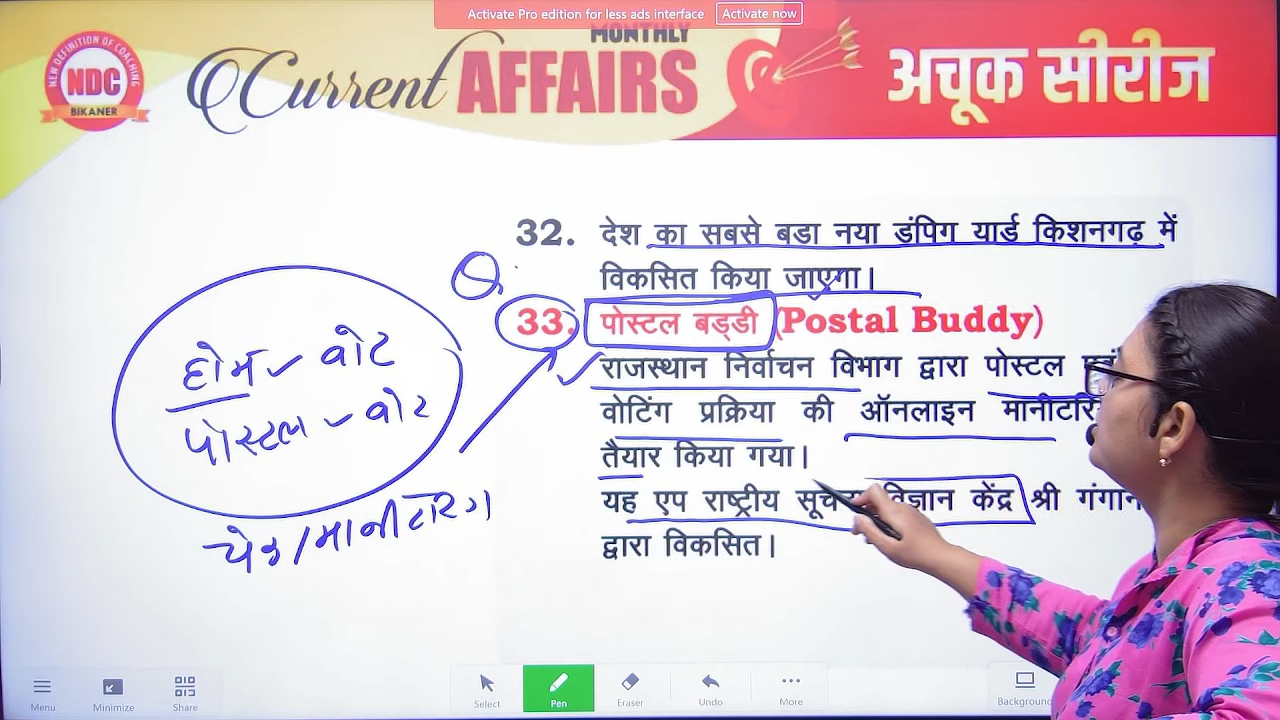 Activate Pro edition for less ads interface Activate now
NEW DEFINITION OF COACHING
NDC
BIKANER
MONTHLY
Current AFFAIRS
अचूक सीरीज
32. देश का सबसे बडा नया डंपिग यार्ड किशनगढ़ में
विकसित किया जाएगा।
Q.
33. पोस्टल बड्डी (Postal Buddy)
राजस्थान निर्वाचन विभाग द्वारा पोस्टल
वोटिंग प्रक्रिया की ऑनलाइन
तैयार किया गया।
यह एप राष्ट्रीय विज्ञान केंद्र श्री
द्वारा विकसित।
होम - वोट
पोस्टल - वोट
चेक/मानीटरिंग
Menu
Minimize
Share
Select
Pen
Eraser
Undo
More
Background